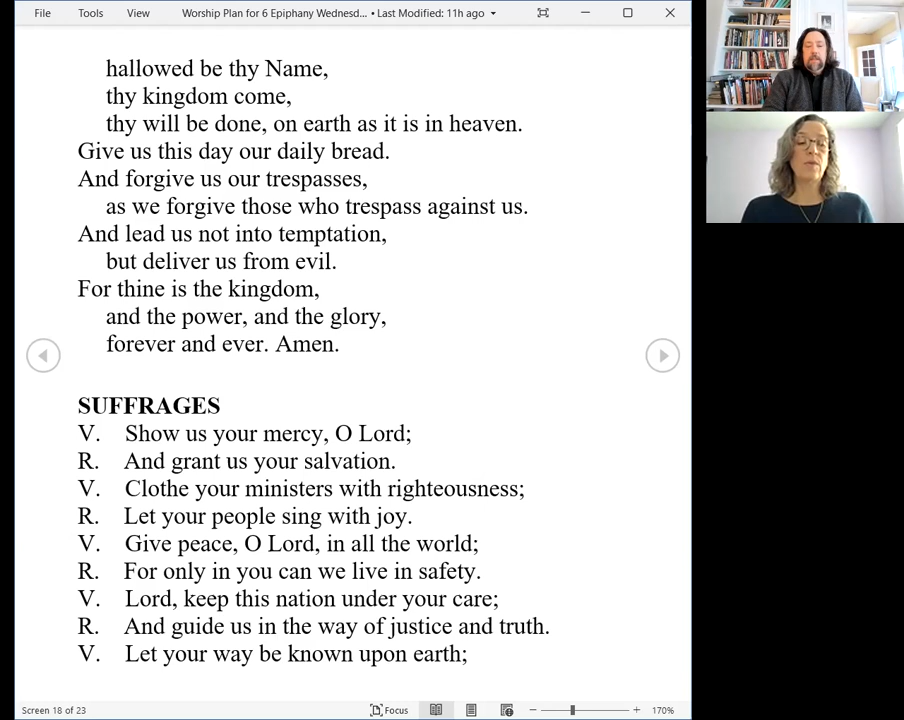 File Tools View Worship Plan for 6 Epiphany Wednesd... • Last Modified: 11h ago
hallowed be thy Name,
thy kingdom come,
thy will be done, on earth as it is in heaven.
Give us this day our daily bread.
And forgive us our trespasses,
as we forgive those who trespass against us.
And lead us not into temptation,
but deliver us from evil.
For thine is the kingdom,
and the power, and the glory,
forever and ever. Amen.
SUFFRAGES
V. Show us your mercy, O Lord;
R. And grant us your salvation.
V. Clothe your ministers with righteousness;
R. Let your people sing with joy.
V. Give peace, O Lord, in all the world;
R. For only in you can we live in safety.
V. Lord, keep this nation under your care;
R. And guide us in the way of justice and truth.
V. Let your way be known upon earth;
Screen 18 of 23 Focus 170%